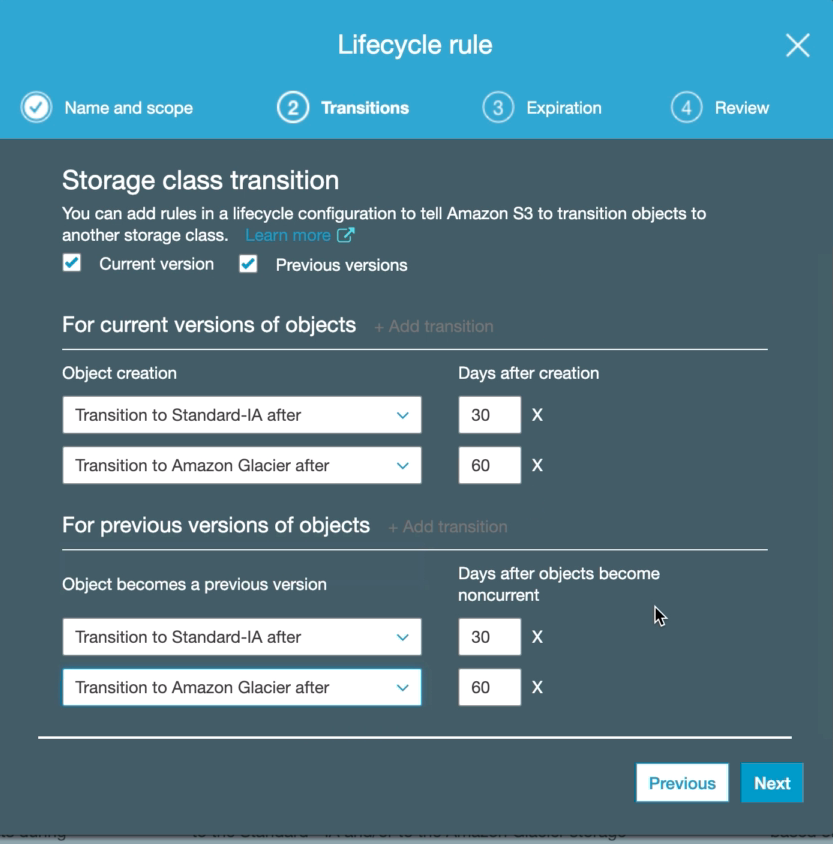 Lifecycle rule
Name and scope
2 Transitions
3 Expiration
4 Review
Storage class transition
You can add rules in a lifecycle configuration to tell Amazon S3 to transition objects to
another storage class. Learn more
Current version Previous versions
For current versions of objects + Add transition
Object creation Days after creation
Transition to Standard-IA after 30 X
Transition to Amazon Glacier after 60 X
For previous versions of objects + Add transition
Object becomes a previous version
Days after objects become
noncurrent
Transition to Standard-IA after 30 X
Transition to Amazon Glacier after 60 X
Previous Next